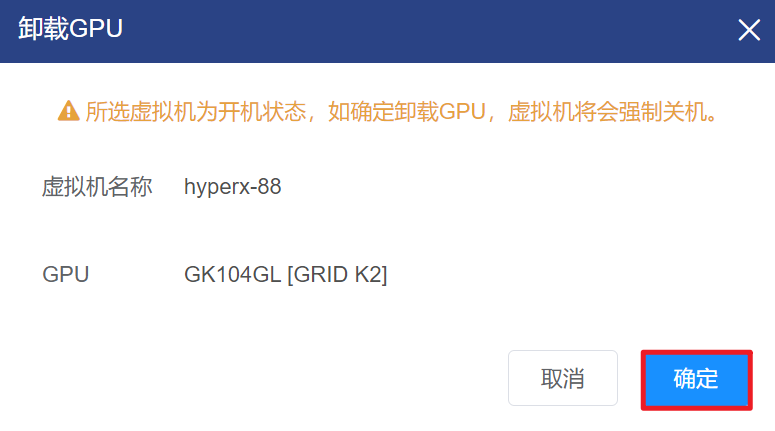 卸载GPU
所选虚拟机为开机状态，如确定卸载GPU，虚拟机将会强制关机。
虚拟机名称 hyperx-88
GPU GK104GL [GRID K2]
取消 确定